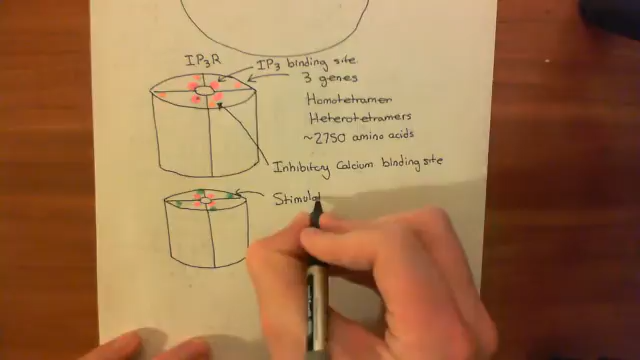 IP3R
IP3 binding site
3 genes
Homotetramer
Heterotetramers
~2750 amino acids
Inhibitory Calcium binding site
Stimulat